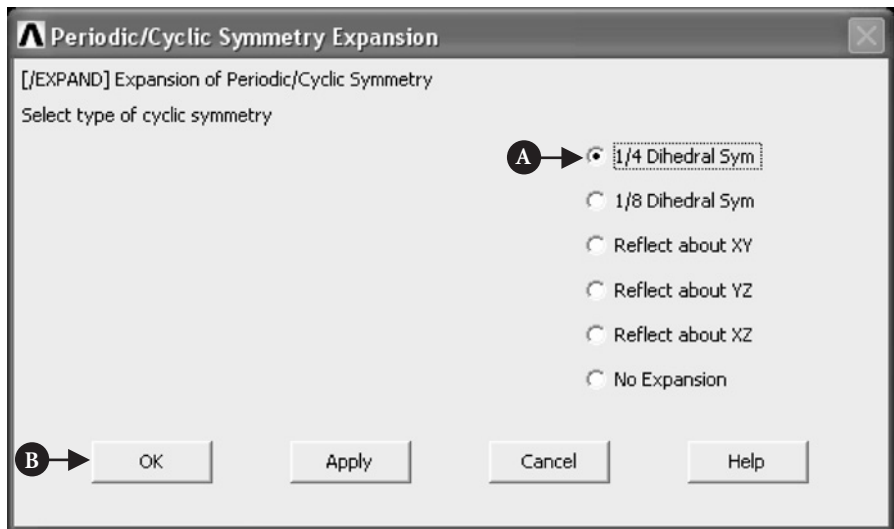 Periodic/Cyclic Symmetry Expansion
[/EXPAND] Expansion of Periodic/Cyclic Symmetry
Select type of cyclic symmetry
A 1/4 Dihedral Sym
1/8 Dihedral Sym
Reflect about XY
Reflect about YZ
Reflect about XZ
No Expansion
B OK Apply Cancel Help